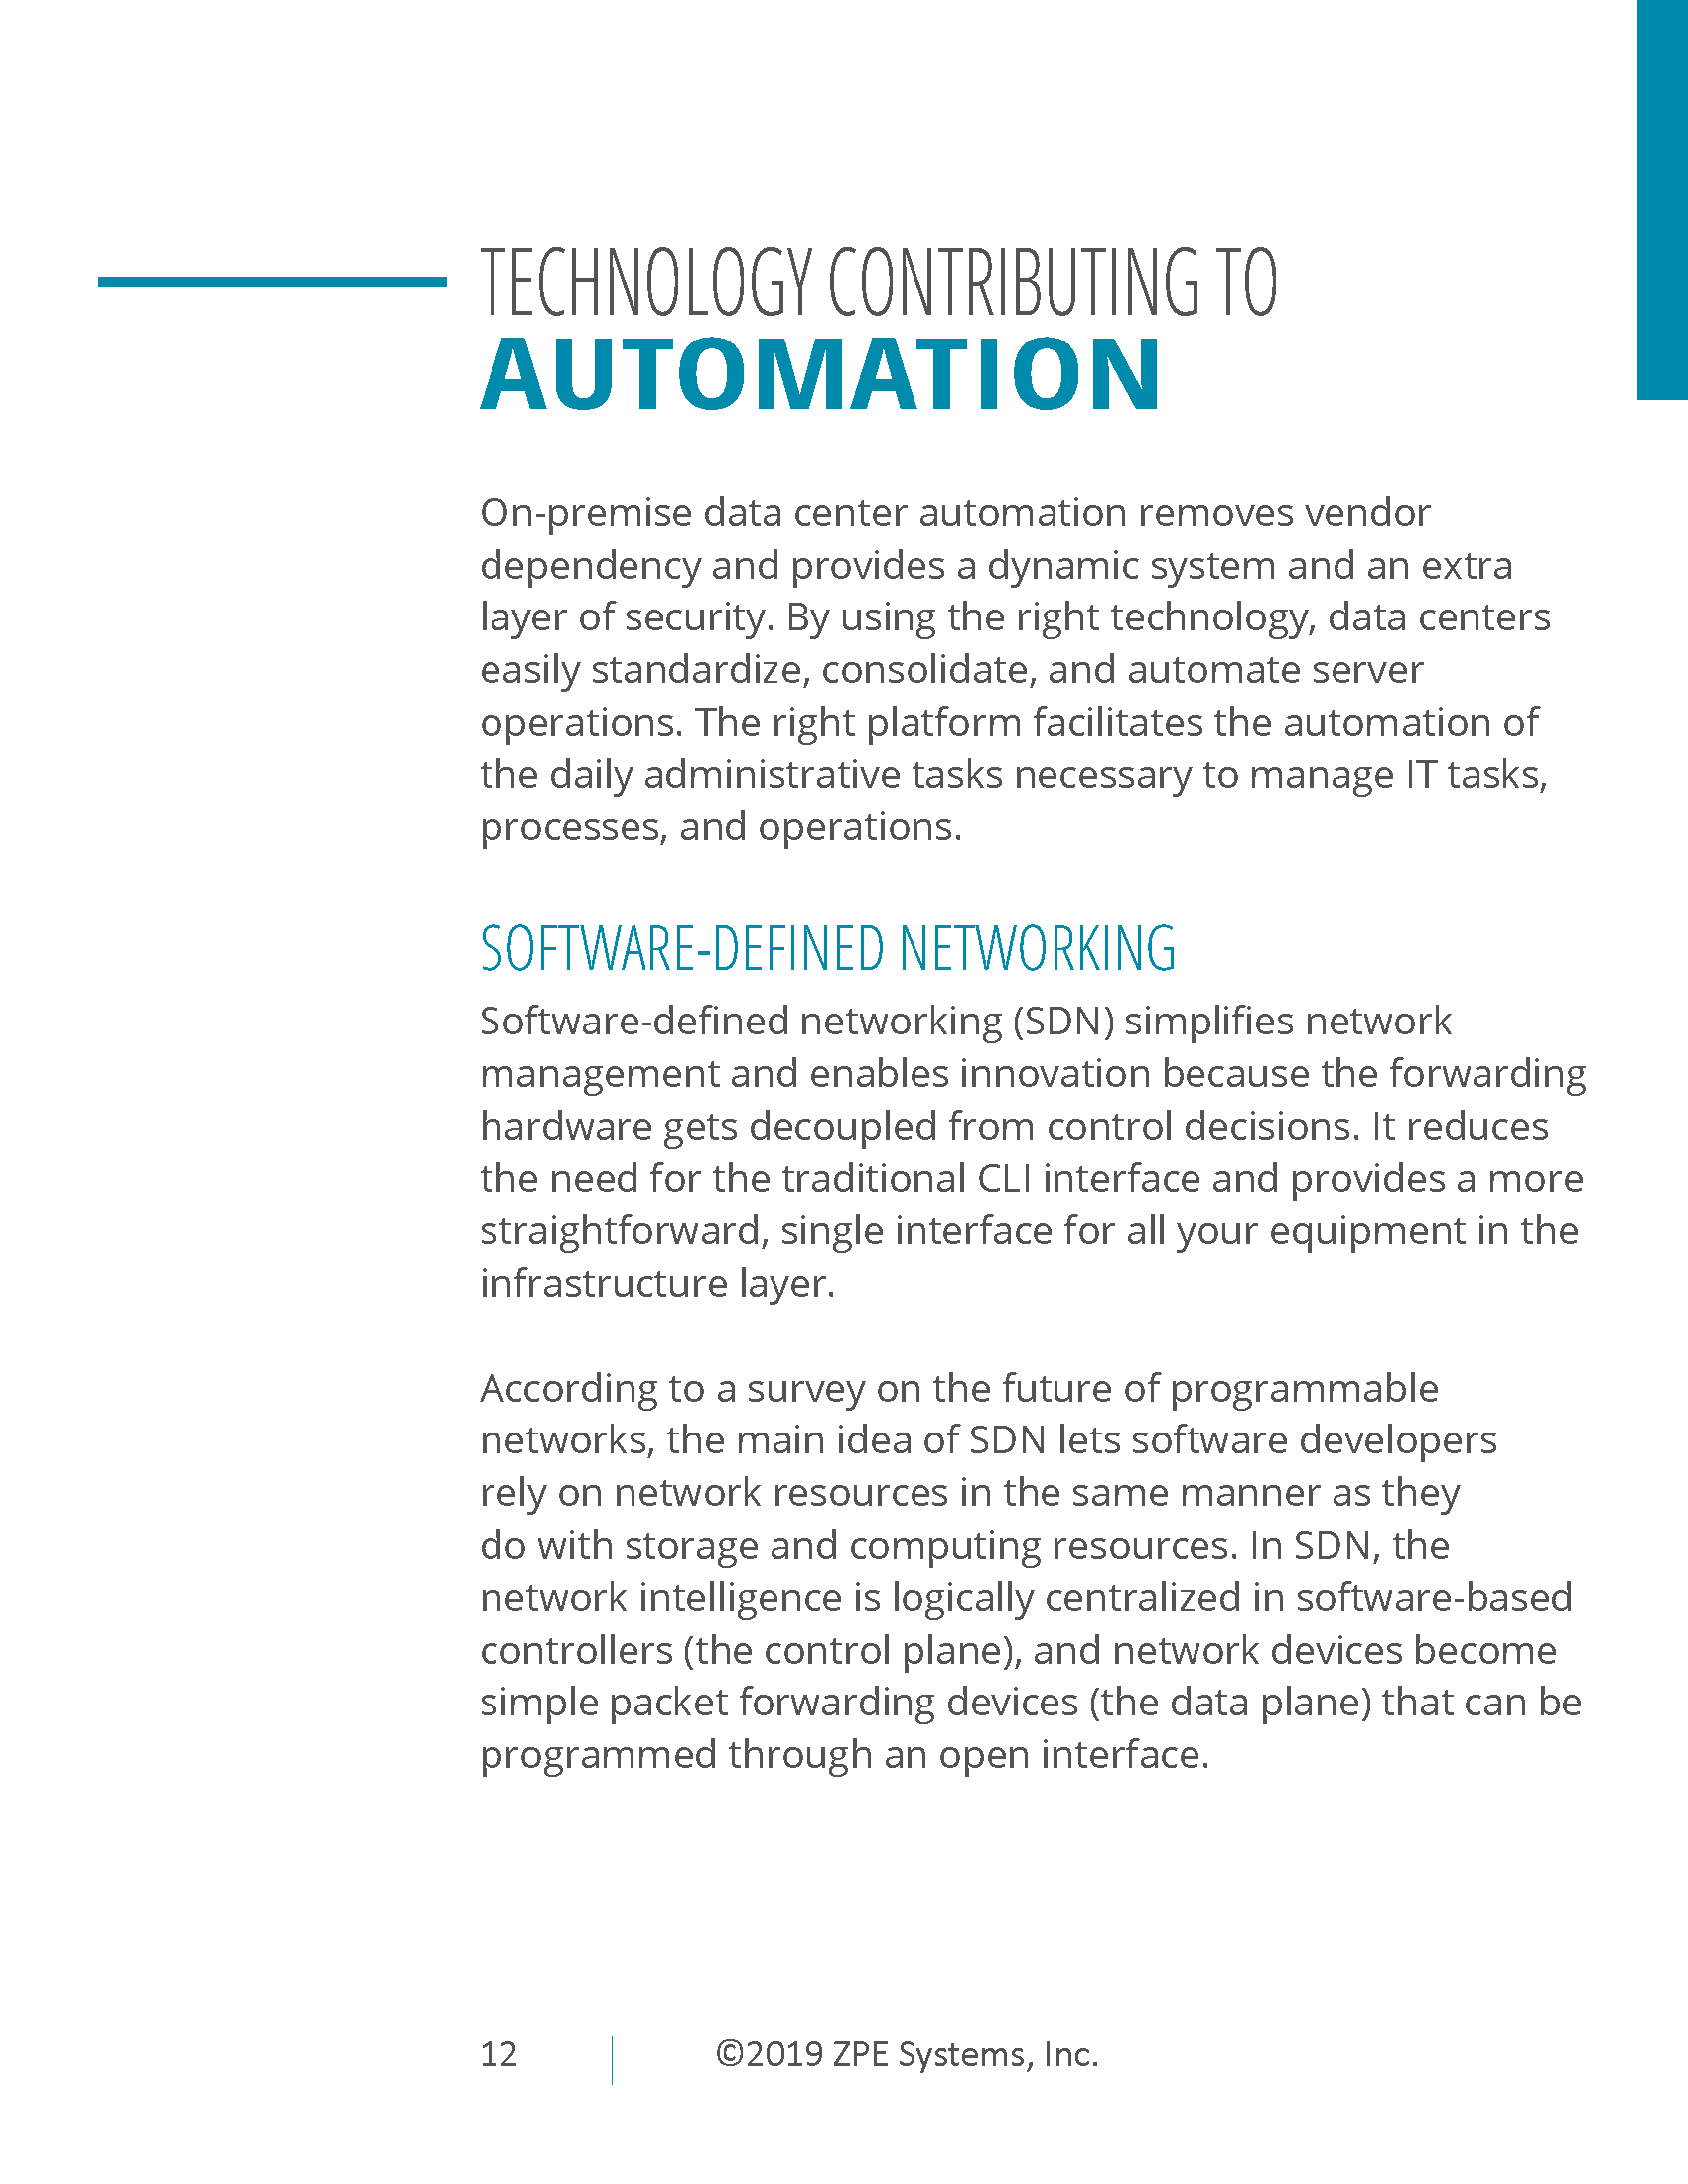 TECHNOLOGY CONTRIBUTING TO
AUTOMATION
On-premise data center automation removes vendor
dependency and provides a dynamic system and an extra
layer of security. By using the right technology, data centers
easily standardize, consolidate, and automate server
operations. The right platform facilitates the automation of
the daily administrative tasks necessary to manage IT tasks,
processes, and operations.
SOFTWARE-DEFINED NETWORKING
Software-defined networking (SDN) simplifies network
management and enables innovation because the forwarding
hardware gets decoupled from control decisions. It reduces
the need for the traditional CLI interface and provides a more
straightforward, single interface for all your equipment in the
infrastructure layer.
According to a survey on the future of programmable
networks, the main idea of SDN lets software developers
rely on network resources in the same manner as they
do with storage and computing resources. In SDN, the
network intelligence is logically centralized in software-based
controllers (the control plane), and network devices become
simple packet forwarding devices (the data plane) that can be
programmed through an open interface.
12 ©2019 ZPE Systems, Inc.